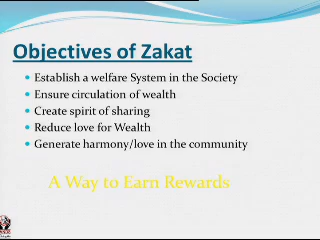 Objectives of Zakat
Establish a welfare System in the Society
Ensure circulation of wealth
Create spirit of sharing
Reduce love for Wealth
Generate harmony/love in the community
A Way to Earn Rewards